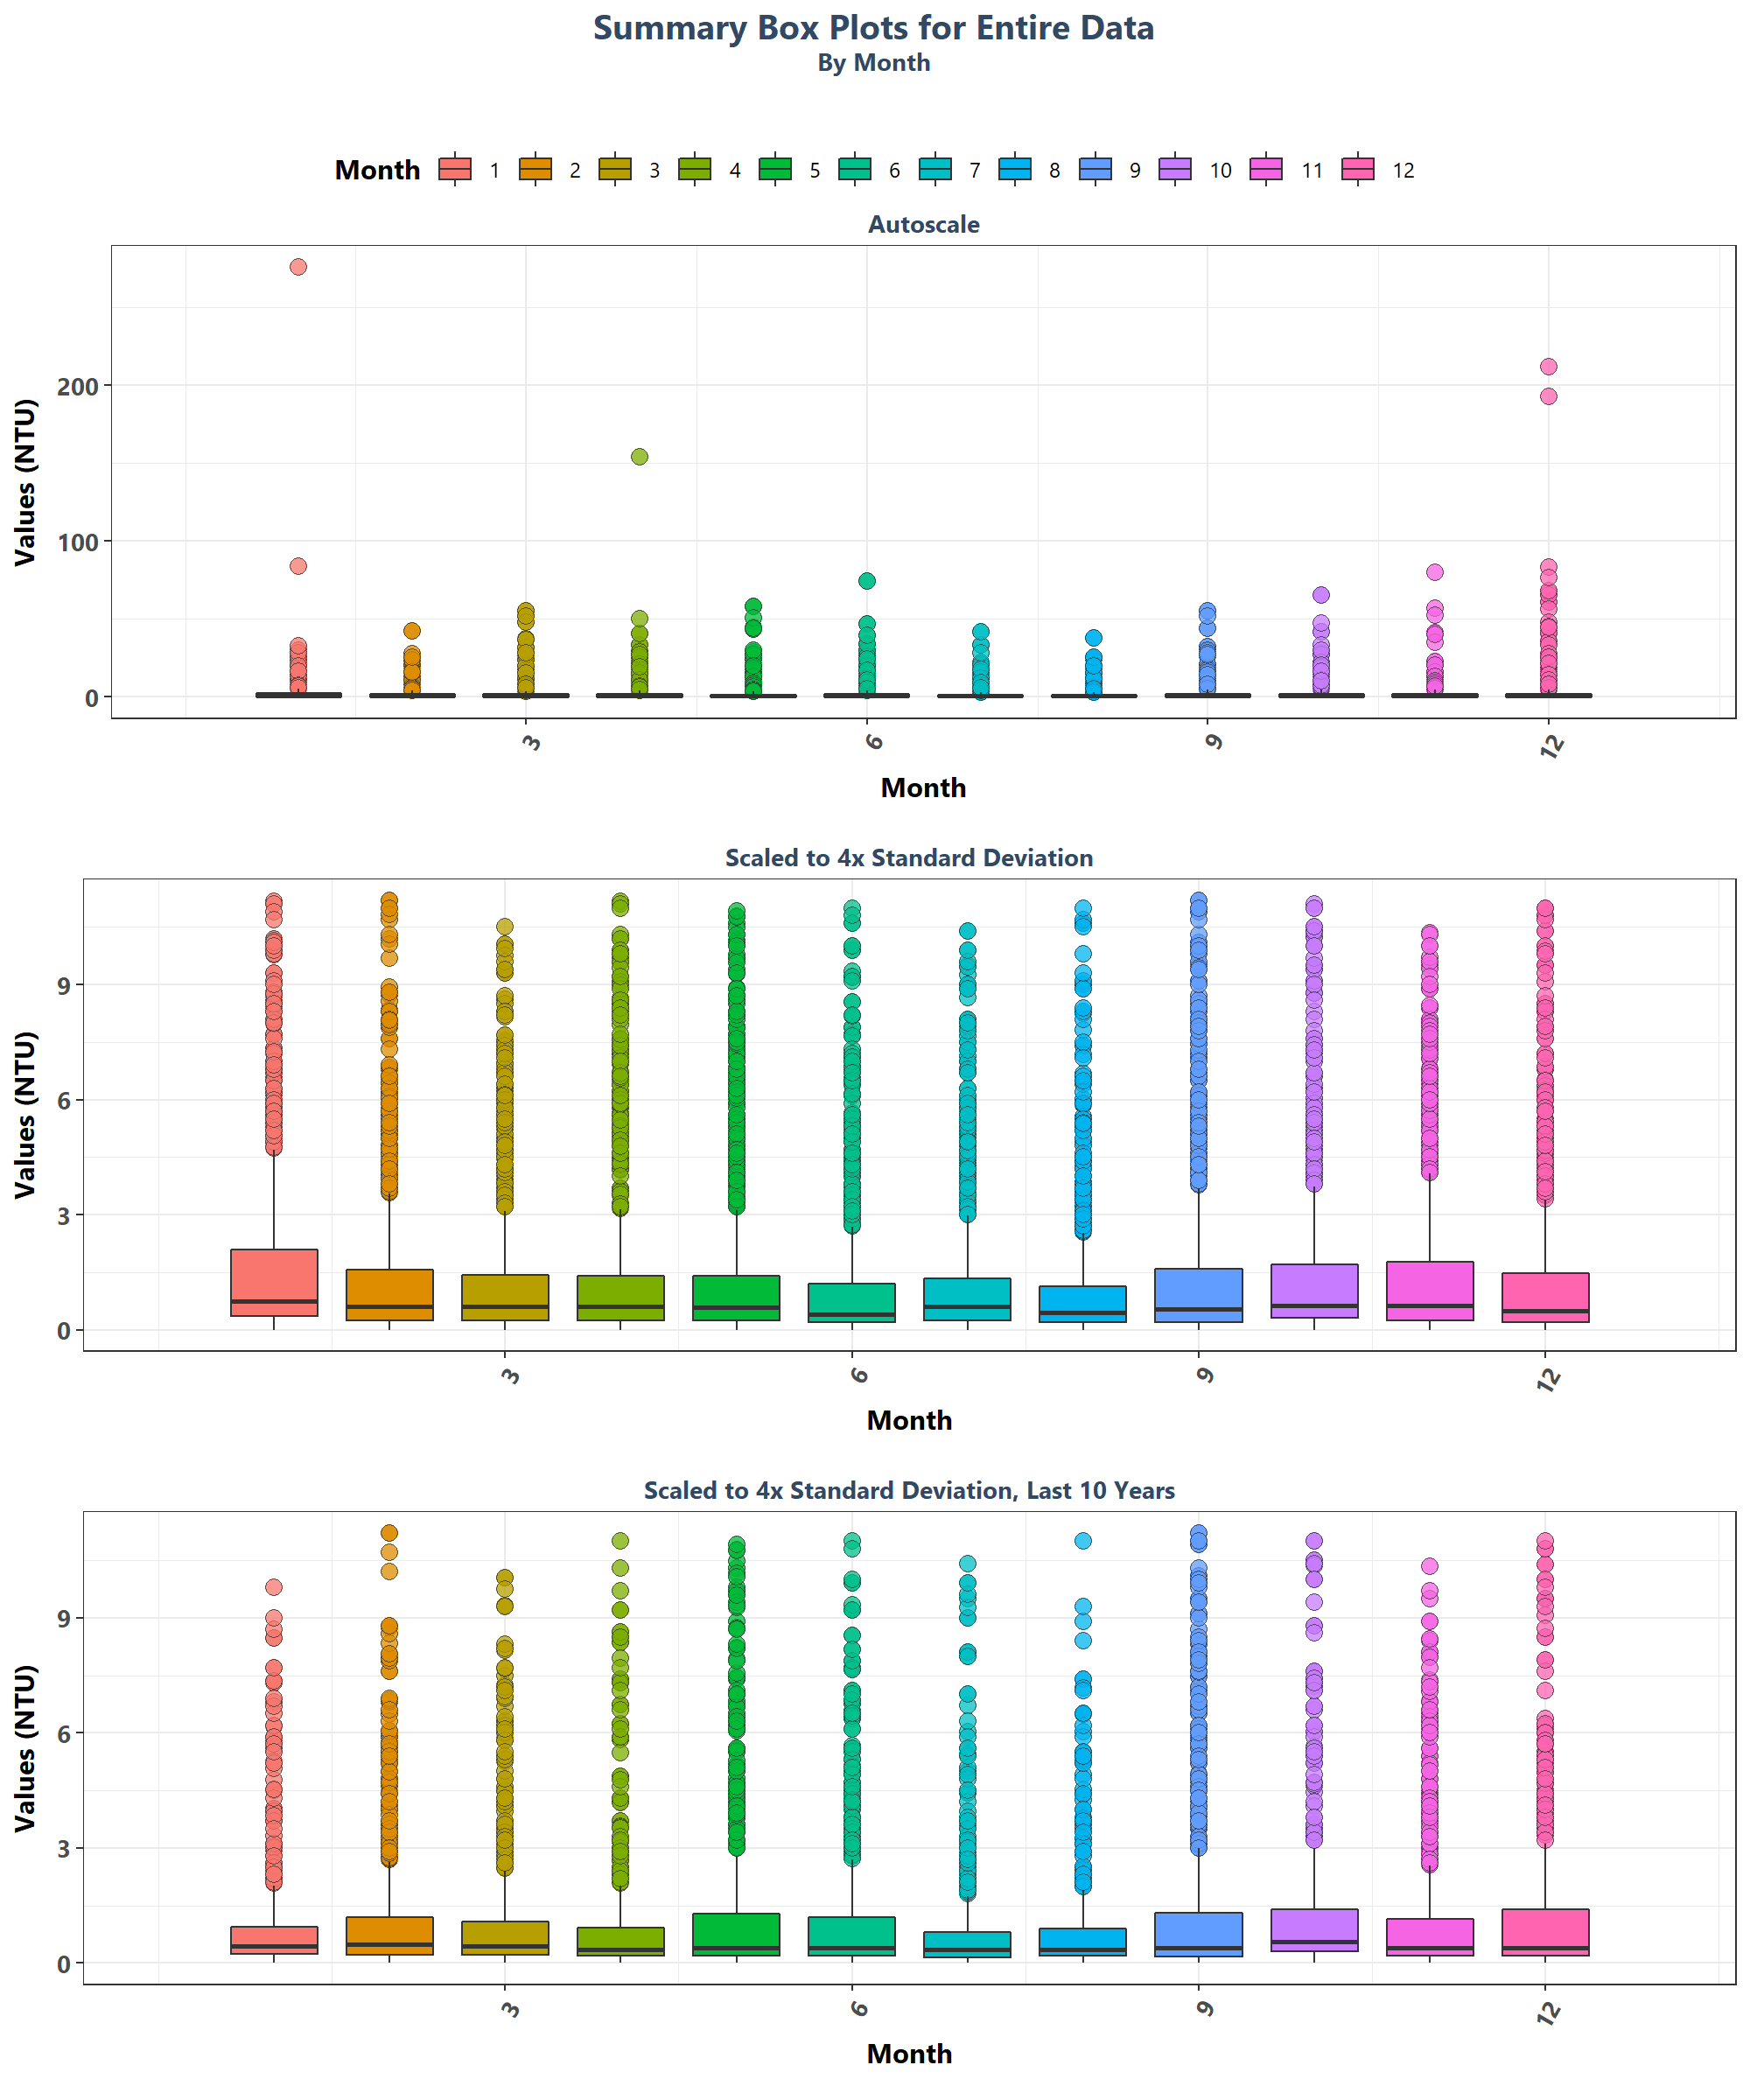 Summary Box Plots for Entire Data
By Month
Month 1 2 3 4 5 6 7 8 9 10 11 12
Autoscale
Values (NTU)
200
100
0
3 6 9 12
Month
Scaled to 4x Standard Deviation
Values (NTU)
9
6
3
0
3 6 9 12
Month
Scaled to 4x Standard Deviation, Last 10 Years
Values (NTU)
9
6
3
0
3 6 9 12
Month